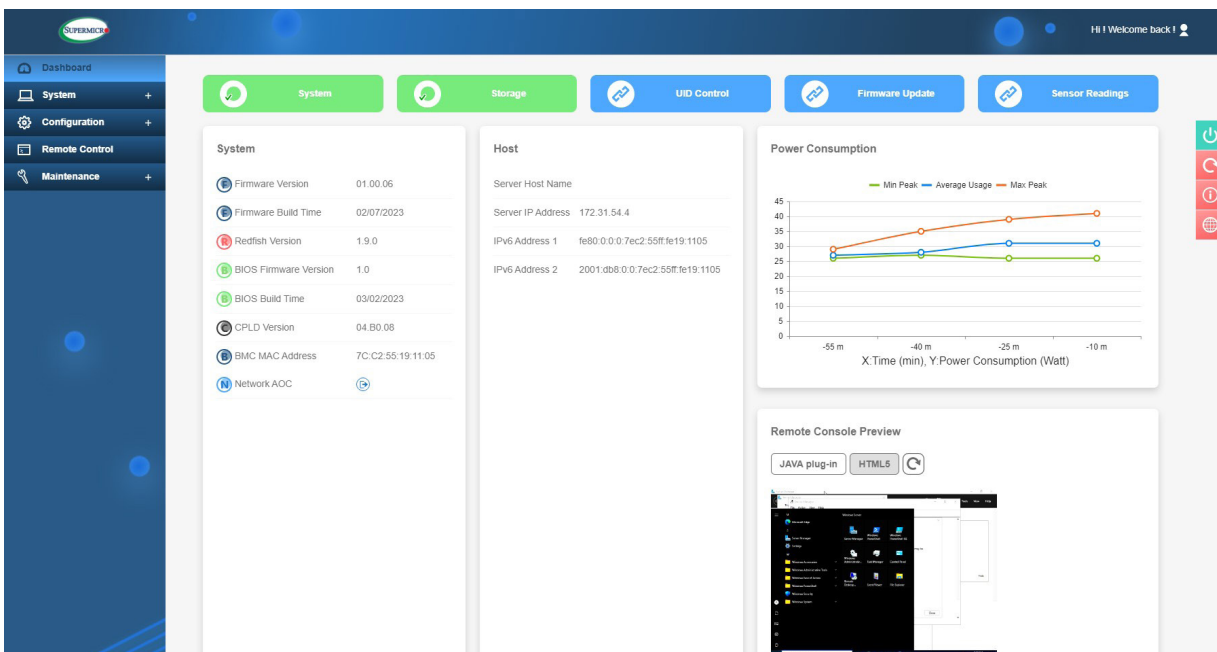 SUPERMICR
Hi ! Welcome back !
Dashboard
System +
Configuration +
Remote Control
Maintenance +
System
Storage
UID Control
Firmware Update
Sensor Readings
System
Firmware Version 01.00.06
Firmware Build Time 02/07/2023
Redfish Version 1.9.0
BIOS Firmware Version 1.0
BIOS Build Time 03/02/2023
CPLD Version 04.B0.08
BMC MAC Address 7C:C2:55:19:11:05
Network AOC
Host
Server Host Name
Server IP Address 172.31.54.4
IPv6 Address 1 fe80:0:0:0:7ec2:55ff:fe19:1105
IPv6 Address 2 2001:db8:0:0:7ec2:55ff:fe19:1105
Power Consumption
Min Peak Average Usage Max Peak
45
40
35
30
25
20
15
10
5
0
-55 m -40 m -25 m -10 m
X:Time (min), Y:Power Consumption (Watt)
Remote Console Preview
JAVA plug-in HTML5